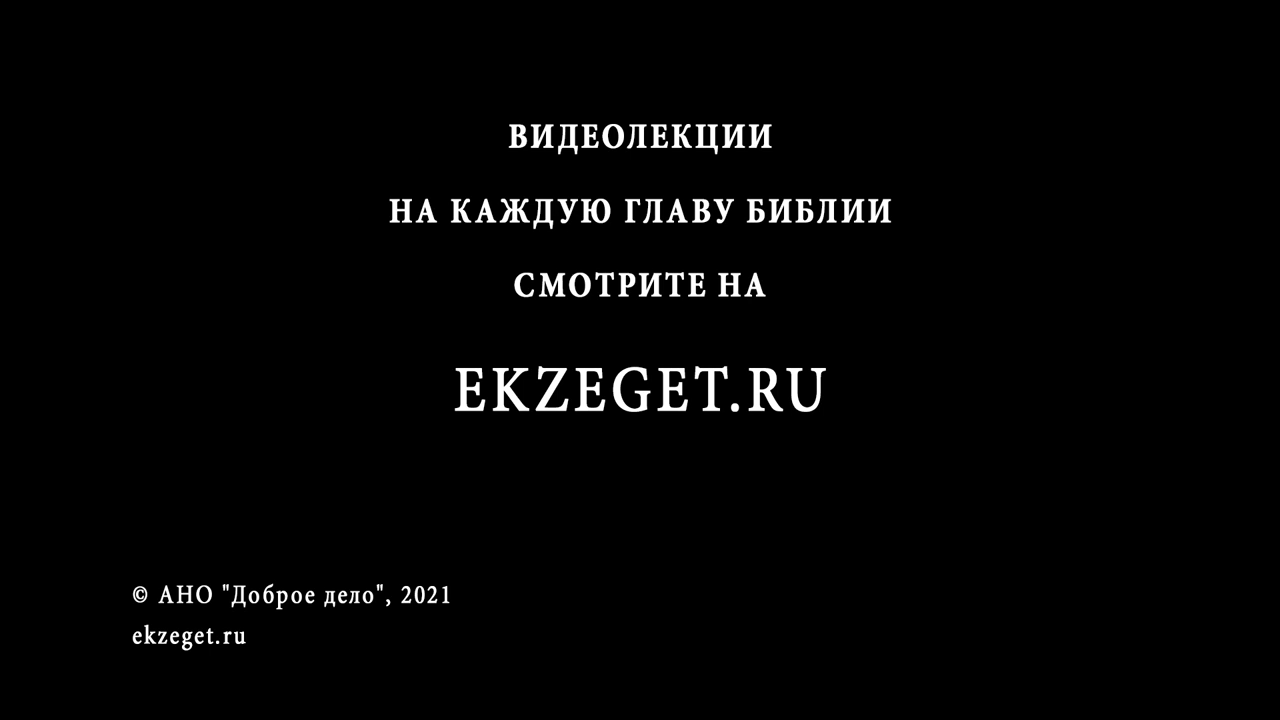 ВИДЕОЛЕКЦИИ
НА КАЖДУЮ ГЛАВУ БИБЛИИ
СМОТРИТЕ НА
EKZEGET.RU
© АНО "Доброе дело", 2021
ekzeget.ru